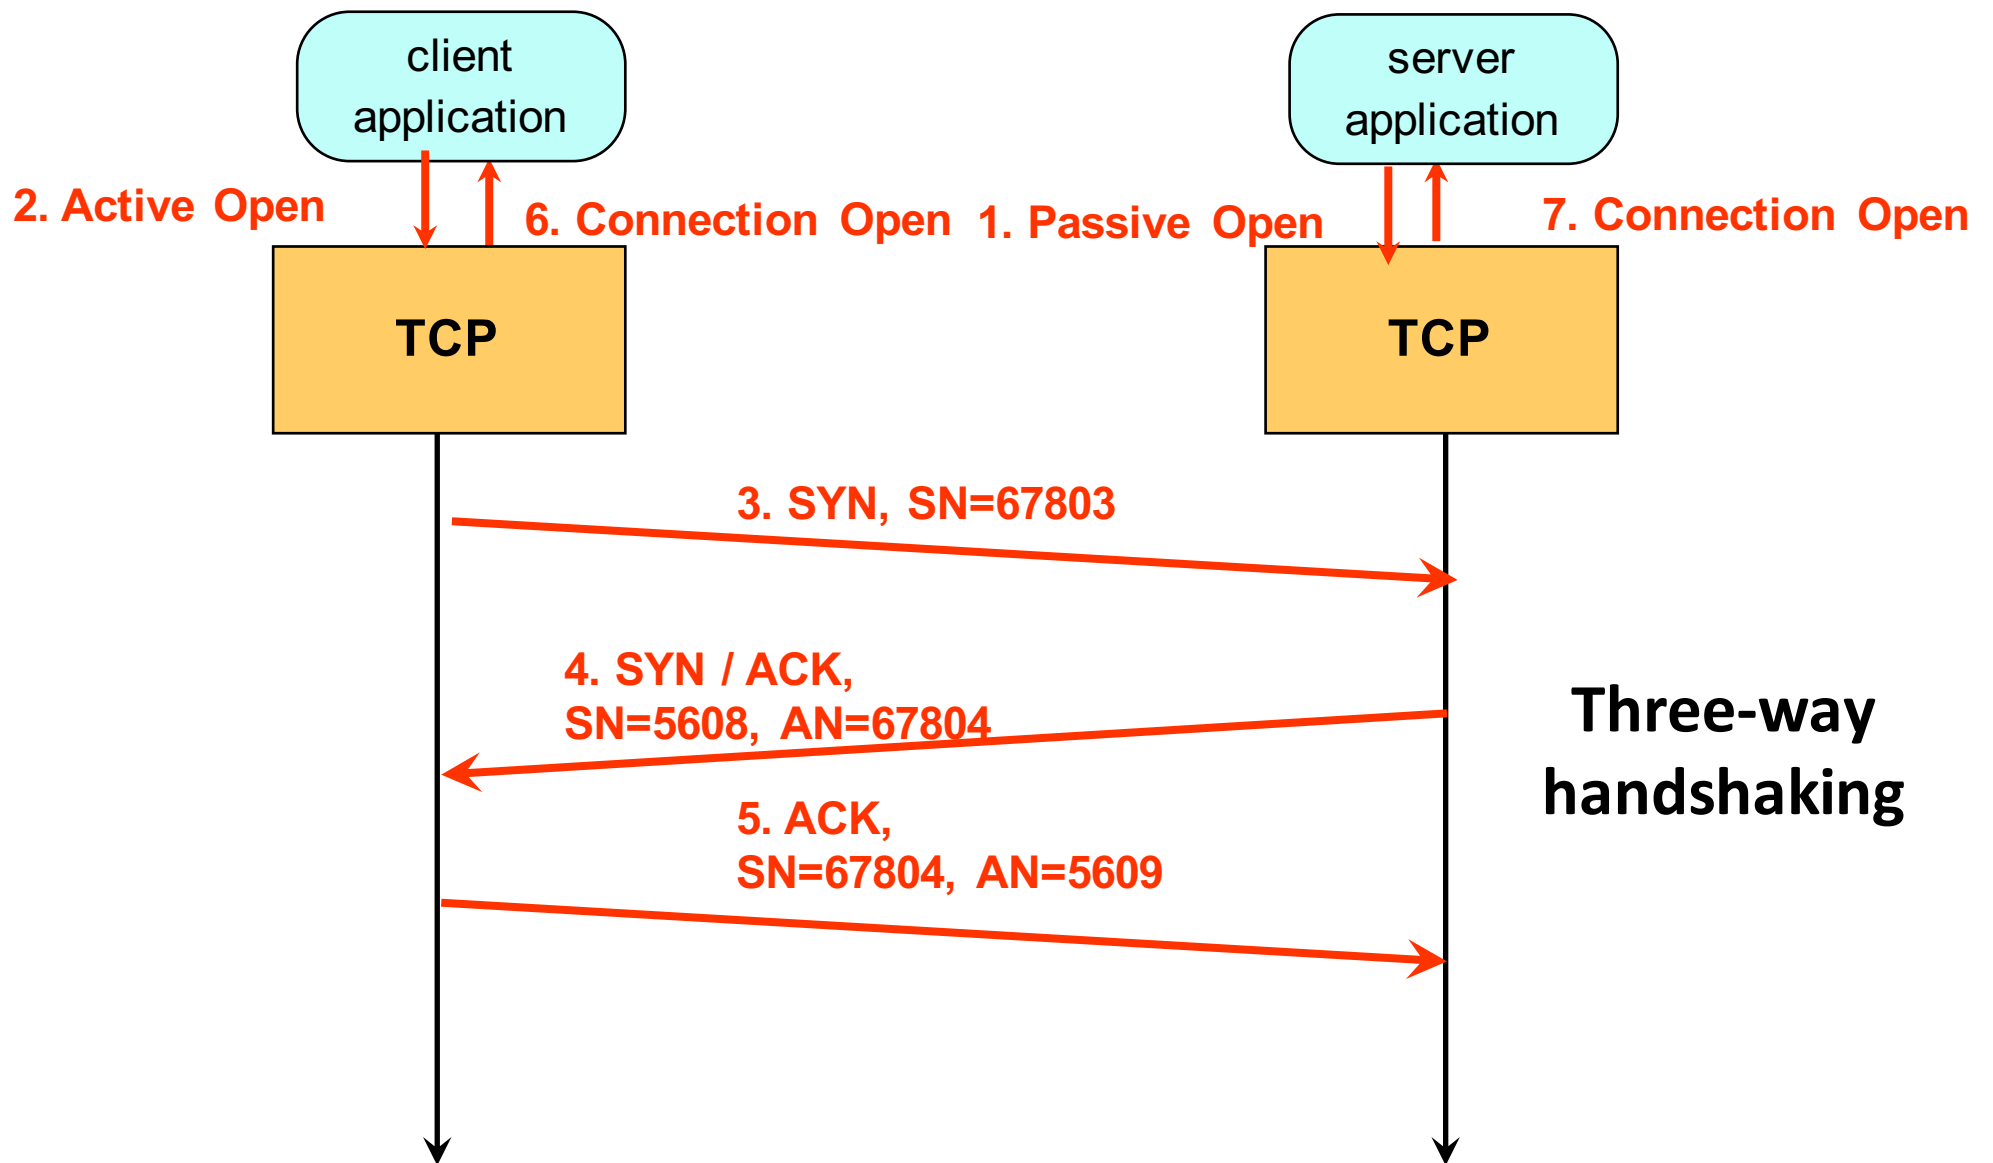 client
application
server
application
2. Active Open
6. Connection Open
1. Passive Open
7. Connection Open
TCP
TCP
3. SYN, SN=67803
4. SYN / ACK,
SN=5608, AN=67804
5. ACK,
SN=67804, AN=5609
Three-way
handshaking